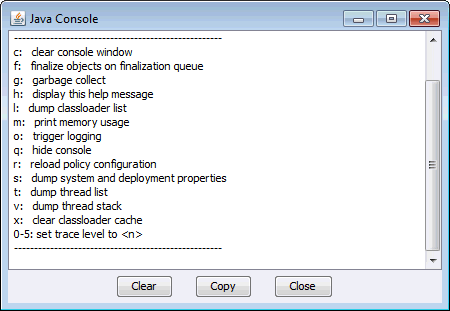 Java Console
----------------------------------------------------
c:   clear console window
f:   finalize objects on finalization queue
g:   garbage collect
h:   display this help message
l:   dump classloader list
m:   print memory usage
o:   trigger logging
q:   hide console
r:   reload policy configuration
s:   dump system and deployment properties
t:   dump thread list
v:   dump thread stack
x:   clear classloader cache
0-5: set trace level to <n>
----------------------------------------------------
Clear
Copy
Close